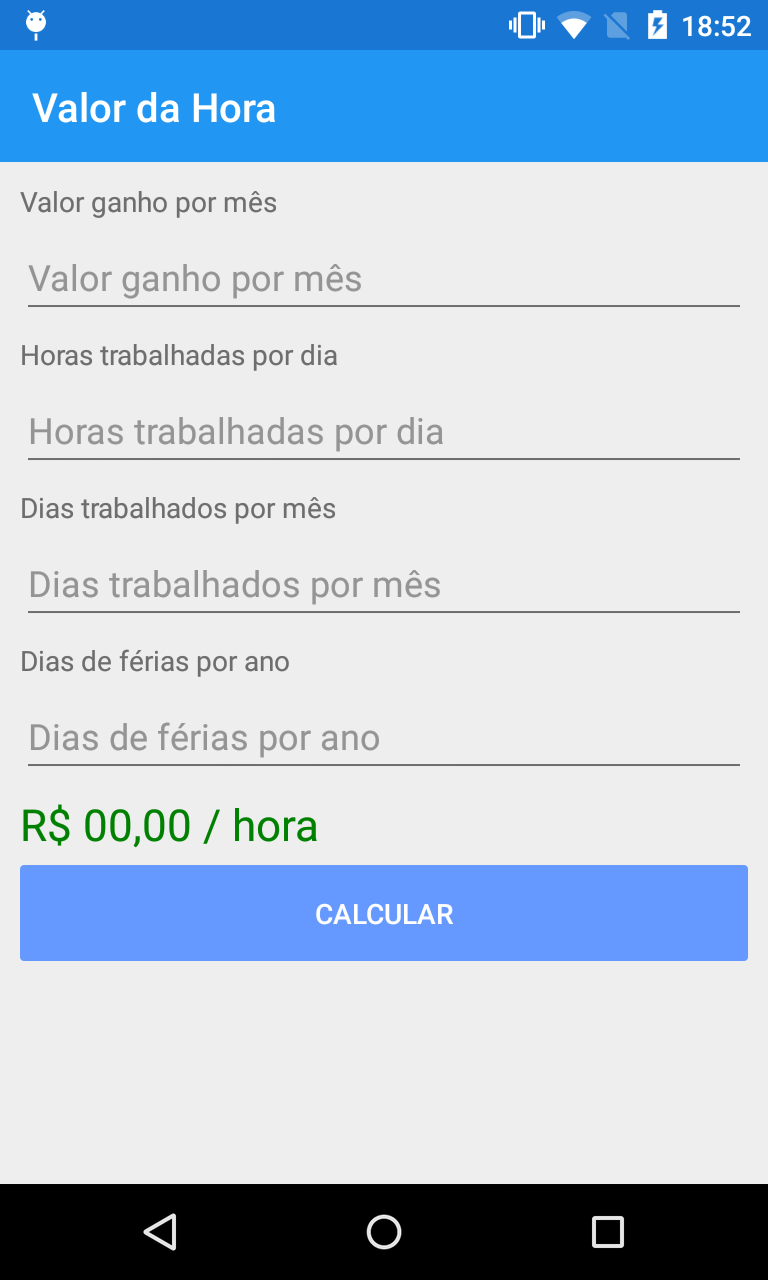 18:52
Valor da Hora
Valor ganho por mês
Valor ganho por mês
Horas trabalhadas por dia
Horas trabalhadas por dia
Dias trabalhados por mês
Dias trabalhados por mês
Dias de férias por ano
Dias de férias por ano
R$ 00,00 / hora
CALCULAR